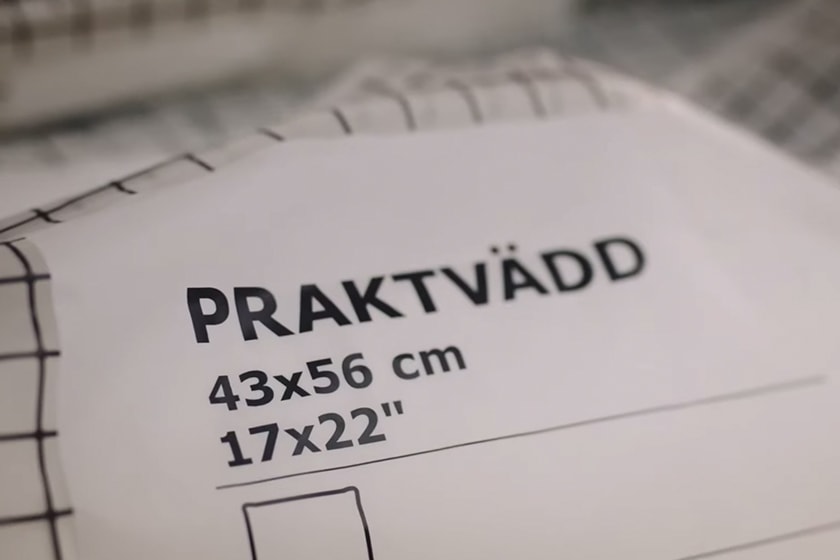 PRAKTVÄDD
43x56 cm
17x22"